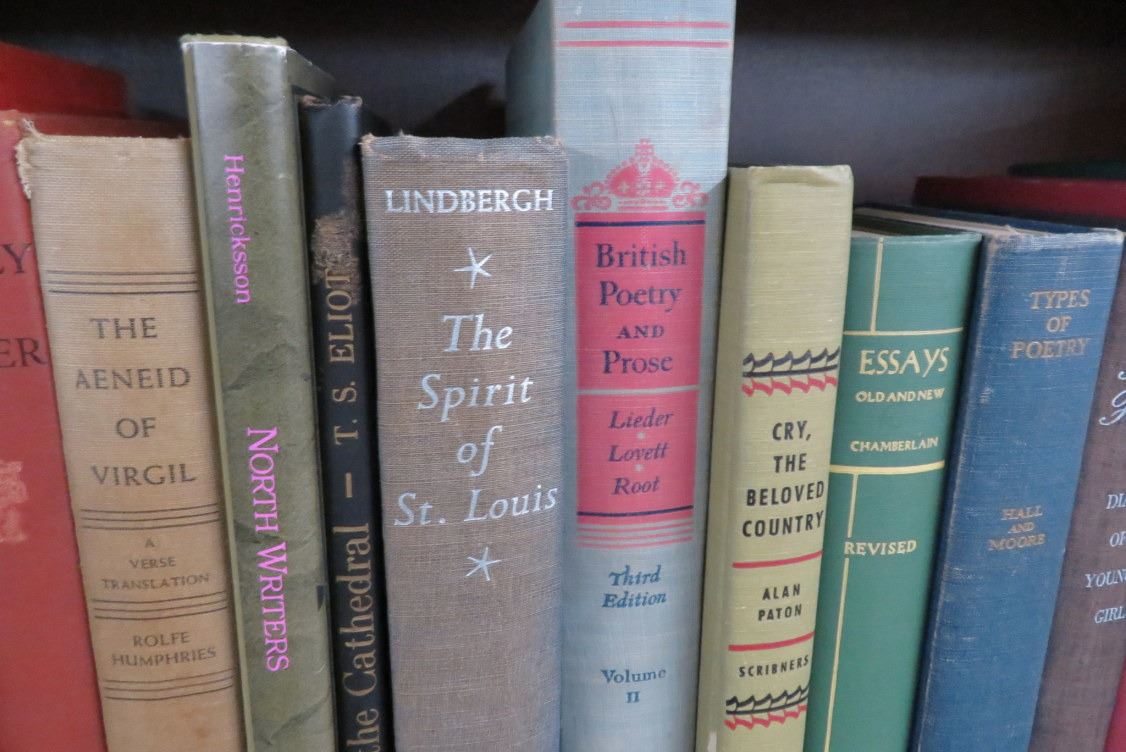 THE
AENEID
OF
VIRGIL
A
VERSE
TRANSLATION
ROLFE
HUMPHRIES
Henricksson
NORTH WRITERS
the Cathedral — T. S. ELIOT
LINDBERGH
The
Spirit
of
St. Louis
British
Poetry
AND
Prose
Lieder
Lovett
Root
Third
Edition
Volume
II
CRY,
THE
BELOVED
COUNTRY
ALAN
PATON
SCRIBNERS
ESSAYS
OLD AND NEW
CHAMBERLAIN
REVISED
TYPES
OF
POETRY
HALL
AND
MOORE